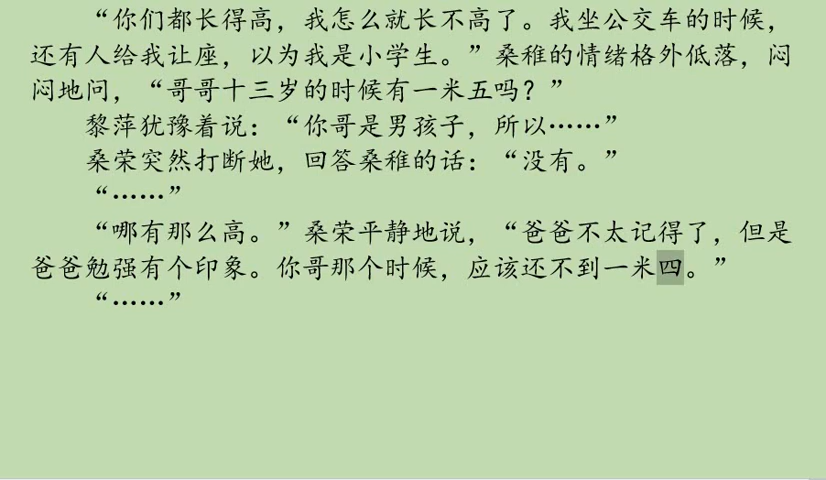 “你们都长得高，我怎么就长不高了。我坐公交车的时候，
还有人给我让座，以为我是小学生。”桑稚的情绪格外低落，闷
闷地问，“哥哥十三岁的时候有一米五吗？”
黎萍犹豫着说：“你哥是男孩子，所以……”
桑荣突然打断她，回答桑稚的话：“没有。”
“……”
“哪有那么高。”桑荣平静地说，“爸爸不太记得了，但是
爸爸勉强有个印象。你哥那个时候，应该还不到一米四。”
“……”